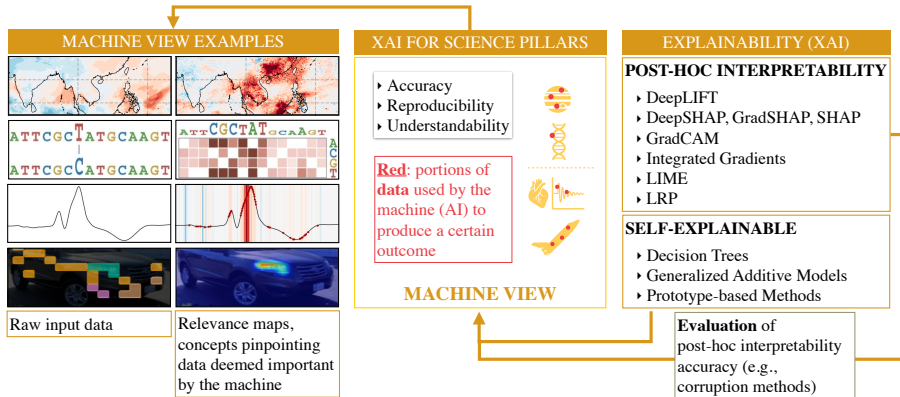 MACHINE VIEW EXAMPLES
ATTCGCTATGCAAGT
ATTCGCCATGCAAGT
ATTCGCTATGCAAGT
A
C
G
T
Raw input data
Relevance maps,
concepts pinpointing
data deemed important
by the machine
XAI FOR SCIENCE PILLARS
Accuracy
Reproducibility
Understandability
Red: portions of
data used by the
machine (AI) to
produce a certain
outcome
MACHINE VIEW
EXPLAINABILITY (XAI)
POST-HOC INTERPRETABILITY
DeepLIFT
DeepSHAP, GradSHAP, SHAP
GradCAM
Integrated Gradients
LIME
LRP
SELF-EXPLAINABLE
Decision Trees
Generalized Additive Models
Prototype-based Methods
Evaluation of
post-hoc interpretability
accuracy (e.g.,
corruption methods)